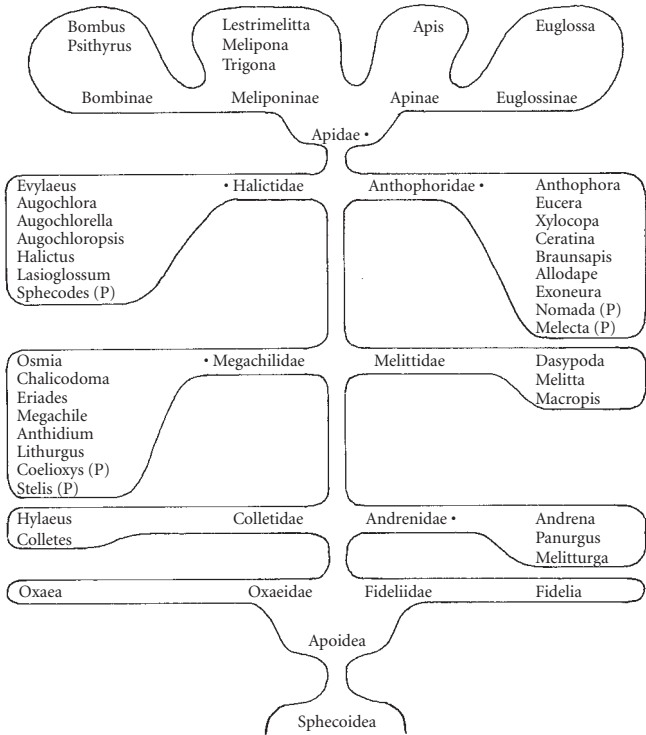 Bombus
Psithyrus
Lestrimelitta
Melipona
Trigona
Apis
Euglossa
Bombinae
Meliponinae
Apinae
Euglossinae
Apidae •
Evylaeus
Augochlora
Augochlorella
Augochloropsis
Halictus
Lasioglossum
Sphecodes (P)
• Halictidae
Anthophoridae •
Anthophora
Eucera
Xylocopa
Ceratina
Braunsapis
Allodape
Exoneura
Nomada (P)
Melecta (P)
Osmia
Chalicodoma
Eriades
Megachile
Anthidium
Lithurgus
Coelioxys (P)
Stelis (P)
• Megachilidae
Melittidae
Dasypoda
Melitta
Macropis
Hylaeus
Colletes
Colletidae
Andrenidae •
Andrena
Panurgus
Melitturga
Oxaea
Oxaeidae
Fideliidae
Fidelia
Apoidea
Sphecoidea